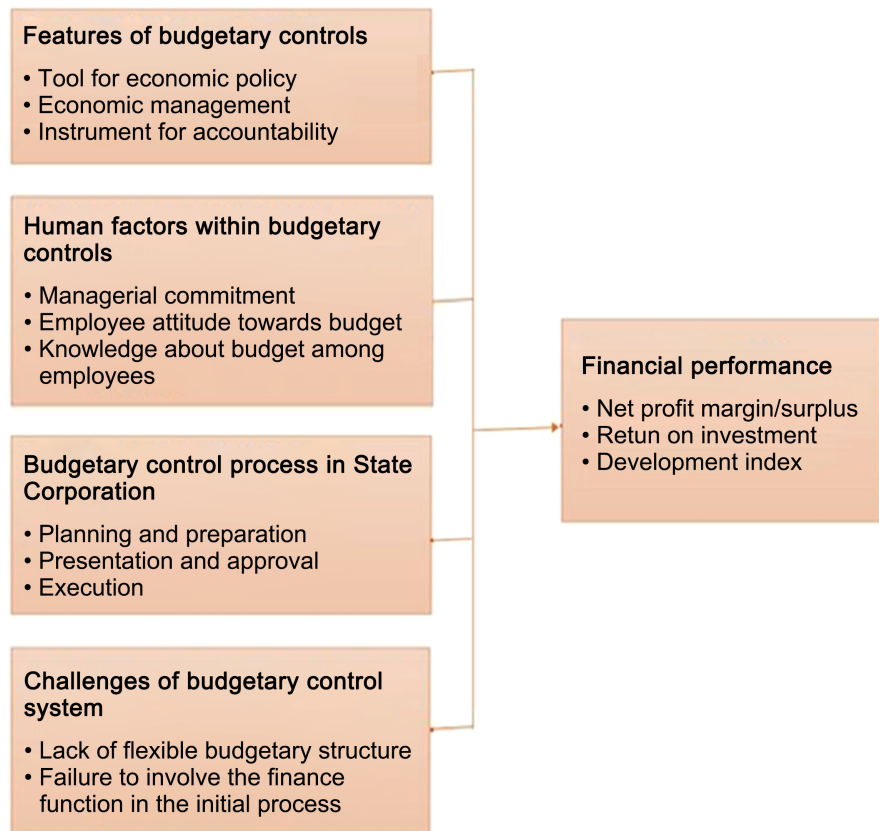 Features of budgetary controls
• Tool for economic policy
• Economic management
• Instrument for accountability
Human factors within budgetary
controls
• Managerial commitment
• Employee attitude towards budget
• Knowledge about budget among
employees
Budgetary control process in State
Corporation
• Planning and preparation
• Presentation and approval
• Execution
Challenges of budgetary control
system
• Lack of flexible budgetary structure
• Failure to involve the finance
function in the initial process
Financial performance
• Net profit margin/surplus
• Retun on investment
• Development index